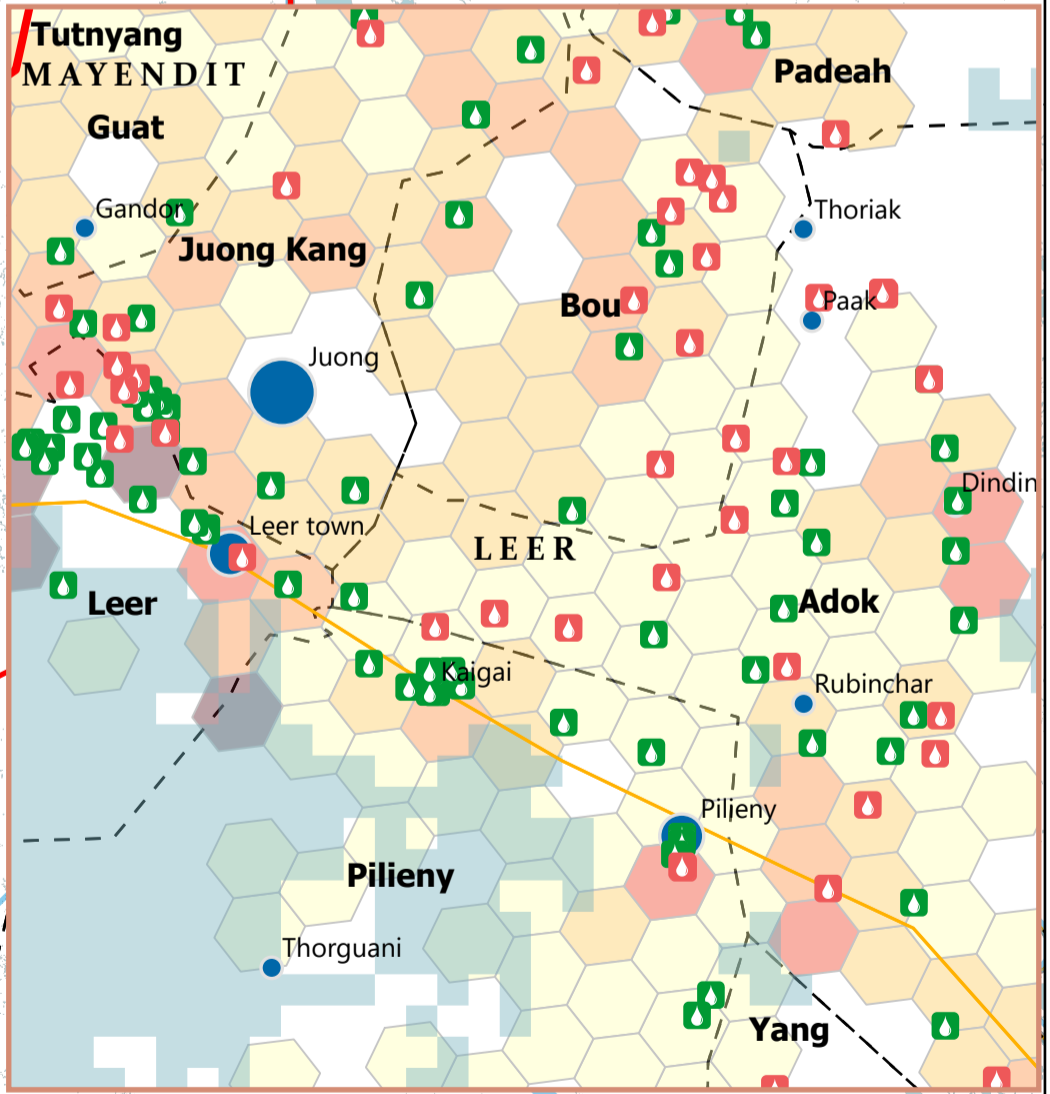 Tutnyang
MAYENDIT
Padeah
Guat
Gandor
Thoriak
Juong Kang
Bou
Paak
Juong
Dindin
Leer town
LEER
Leer
Adok
Kaigai
Rubinchar
Pilieny
Pilieny
Thorguani
Yang